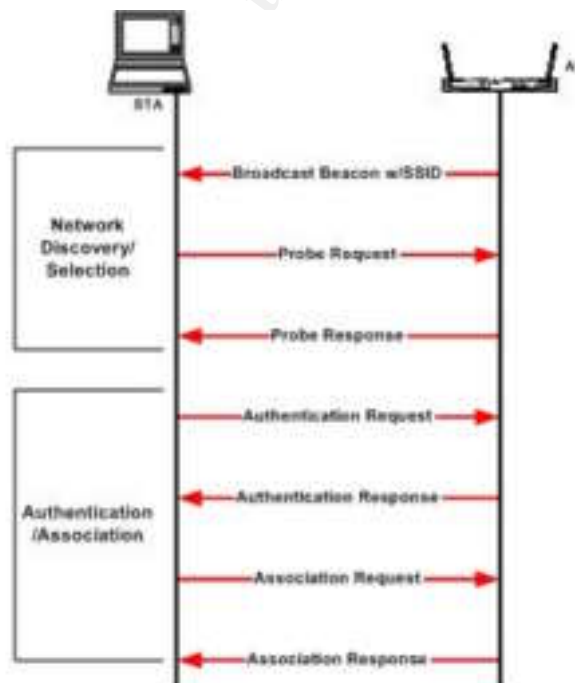 STA
A
Broadcast Beacon w/SSID
Network
Discovery/
Selection
Probe Request
Probe Response
Authentication Request
Authentication Response
Authentication
/Association
Association Request
Association Response